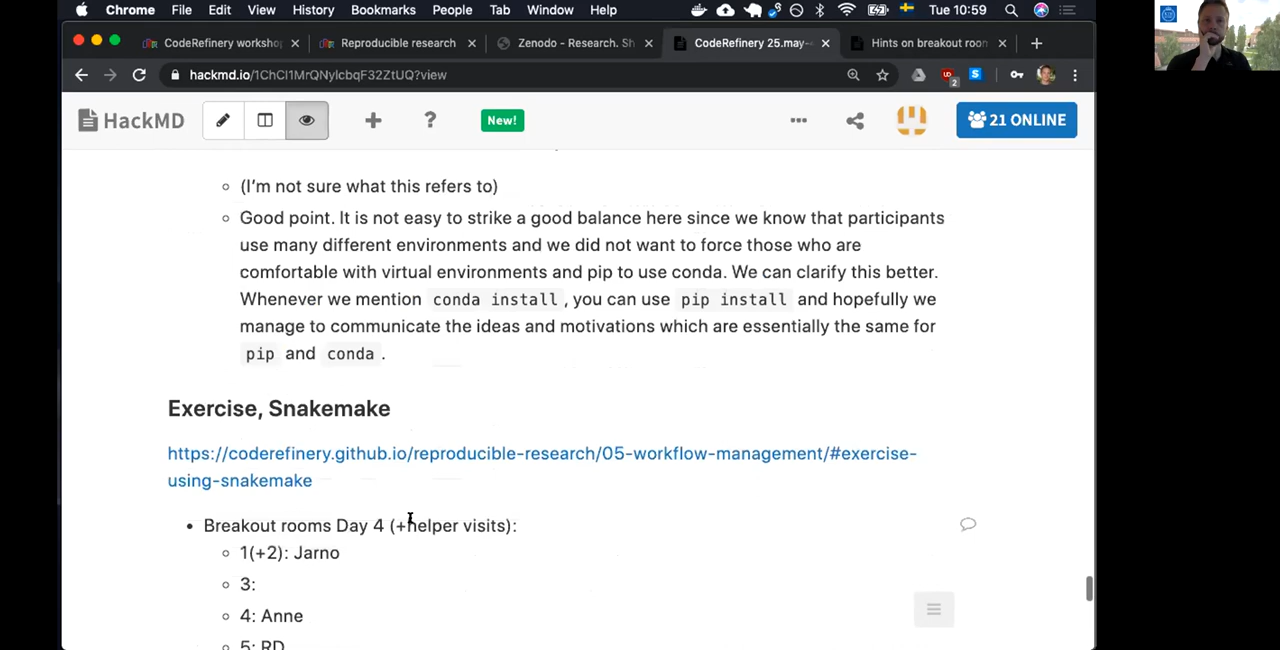 Chrome File Edit View History Bookmarks People Tab Window Help Tue 10:59
CodeRefinery worksho Reproducible research Zenodo - Research. Sh CodeRefinery 25.may- Hints on breakout roon
hackmd.io/1ChCl1MrQNylcbqF32ZtUQ?view
HackMD New! 21 ONLINE
(I'm not sure what this refers to)
Good point. It is not easy to strike a good balance here since we know that participants
use many different environments and we did not want to force those who are
comfortable with virtual environments and pip to use conda. We can clarify this better.
Whenever we mention conda install, you can use pip install and hopefully we
manage to communicate the ideas and motivations which are essentially the same for
pip and conda.
Exercise, Snakemake
https://coderefinery.github.io/reproducible-research/05-workflow-management/#exercise-
using-snakemake
Breakout rooms Day 4 (+helper visits):
1(+2): Jarno
3:
4: Anne
5: RD